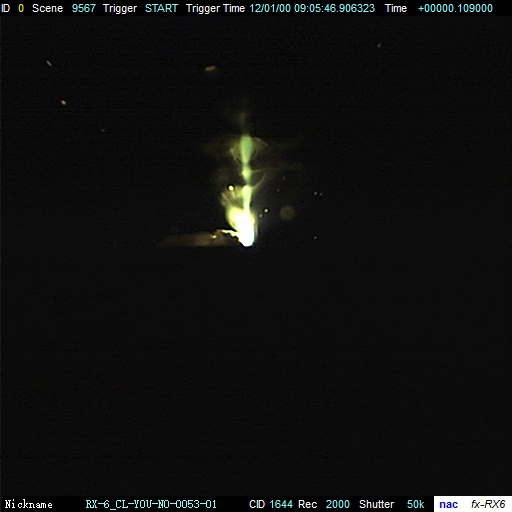 ID 0 Scene 9567 Trigger START Trigger Time 12/01/00 09:05:46.906323 Time +00000.109000
Nickname RX-6_CL-YOU-NO-0053-01 CID 1644 Rec 2000 Shutter 50k nac fx-RX6